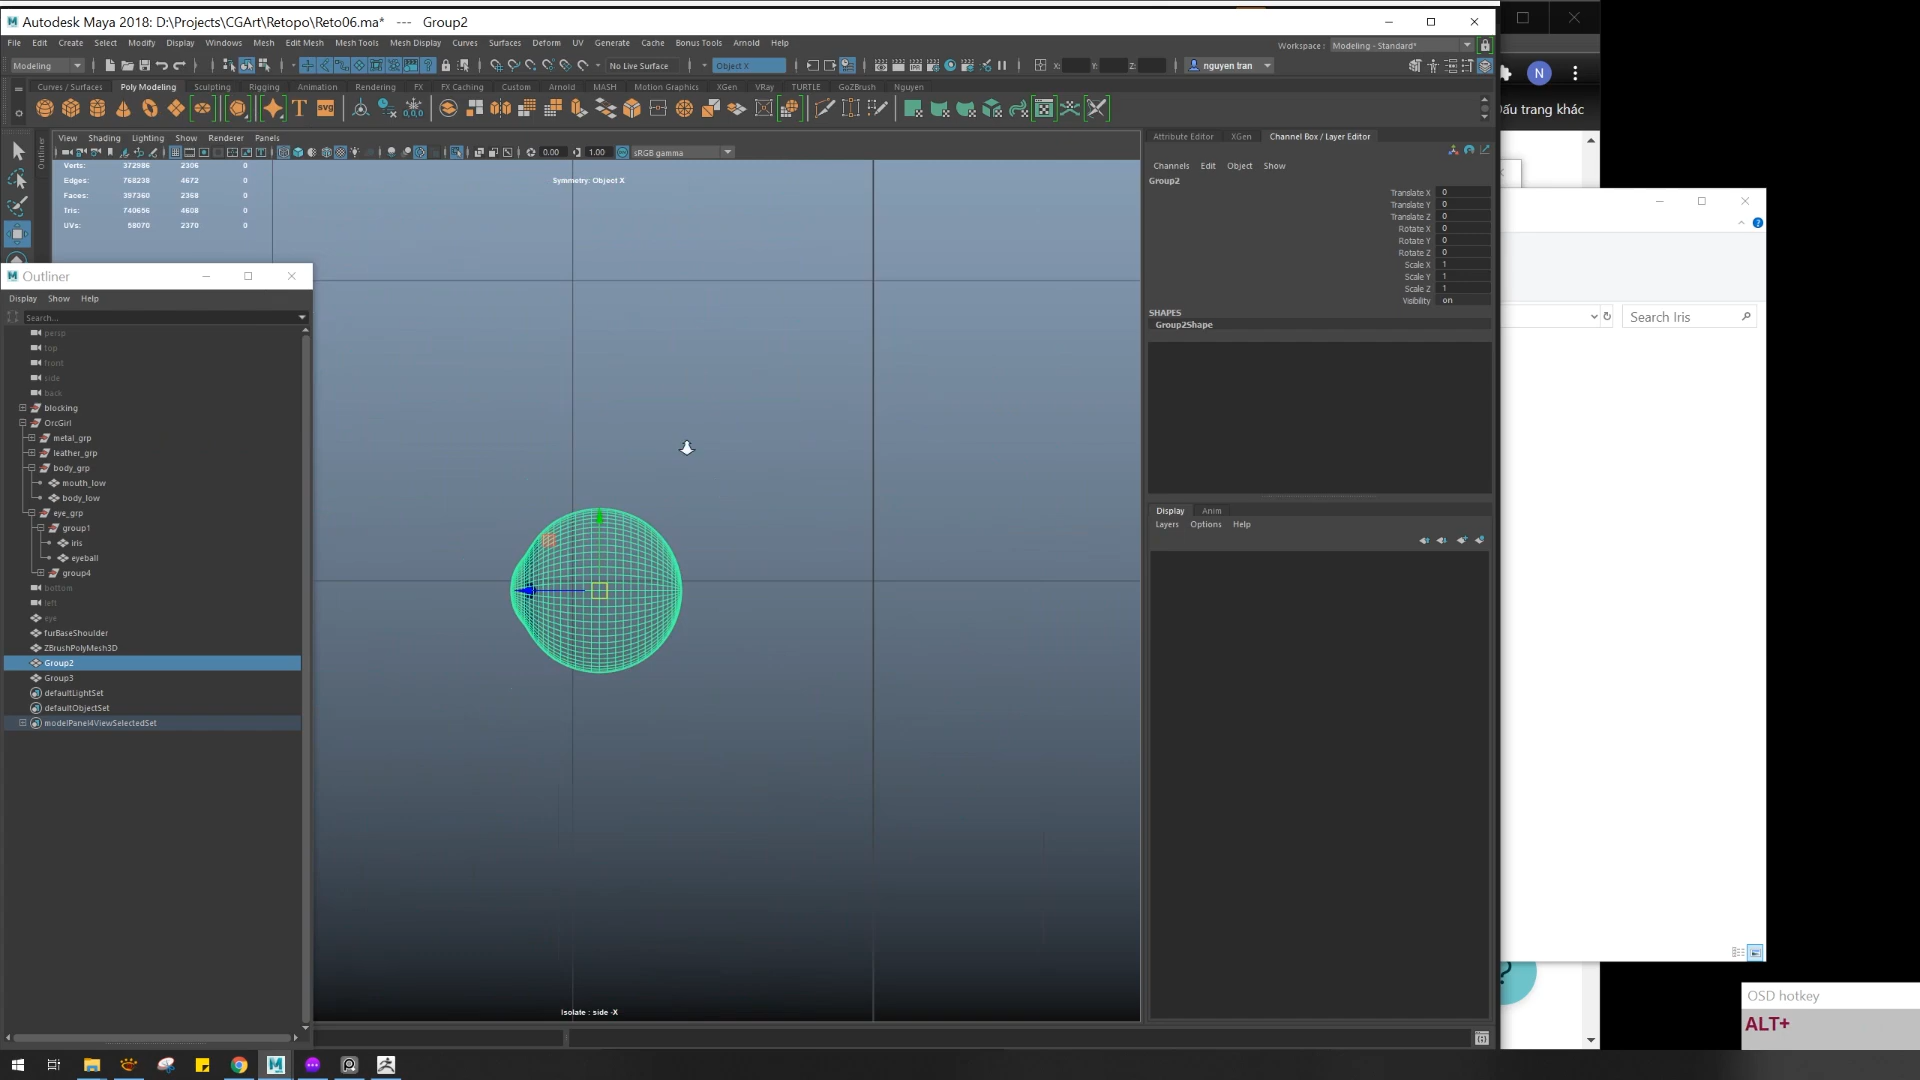 Autodesk Maya 2018: D:\Projects\CGArt\Retopo\Reto06.ma* --- Group2
File Edit Create Select Modify Display Windows Mesh Edit Mesh Mesh Tools Mesh Display Curves Surfaces Deform UV Generate Cache Bonus Tools Arnold Help
Workspace : Modeling - Standard*
Modeling
No Live Surface
Object X
X:
Y:
Z:
nguyen tran
N
Curves / Surfaces Poly Modeling Sculpting Rigging Animation Rendering FX FX Caching Custom Arnold MASH Motion Graphics XGen VRay TURTLE GoZBrush Nguyen
T
SVG
0,0,0
dấu trang khác
View Shading Lighting Show Renderer Panels
0.00
1.00
sRGB gamma
Outliner
Verts: 372986 2306 0
Edges: 768238 4672 0
Faces: 397360 2368 0
Tris: 740656 4608 0
UVs: 58070 2370 0
Symmetry: Object X
Attribute Editor XGen Channel Box / Layer Editor
Channels Edit Object Show
Group2
Translate X 0
Translate Y 0
Translate Z 0
Rotate X 0
Rotate Y 0
Rotate Z 0
Scale X 1
Scale Y 1
Scale Z 1
Visibility on
SHAPES
Group2Shape
Outliner
Display Show Help
Search...
persp
top
front
side
back
blocking
OrcGirl
metal_grp
leather_grp
body_grp
mouth_low
body_low
eye_grp
group1
iris
eyeball
group4
bottom
left
eye
furBaseShoulder
ZBrushPolyMesh3D
Group2
Group3
defaultLightSet
defaultObjectSet
modelPanel4ViewSelectedSet
Isolate : side -X
Display Anim
Layers Options Help
Search Iris
OSD hotkey
ALT+